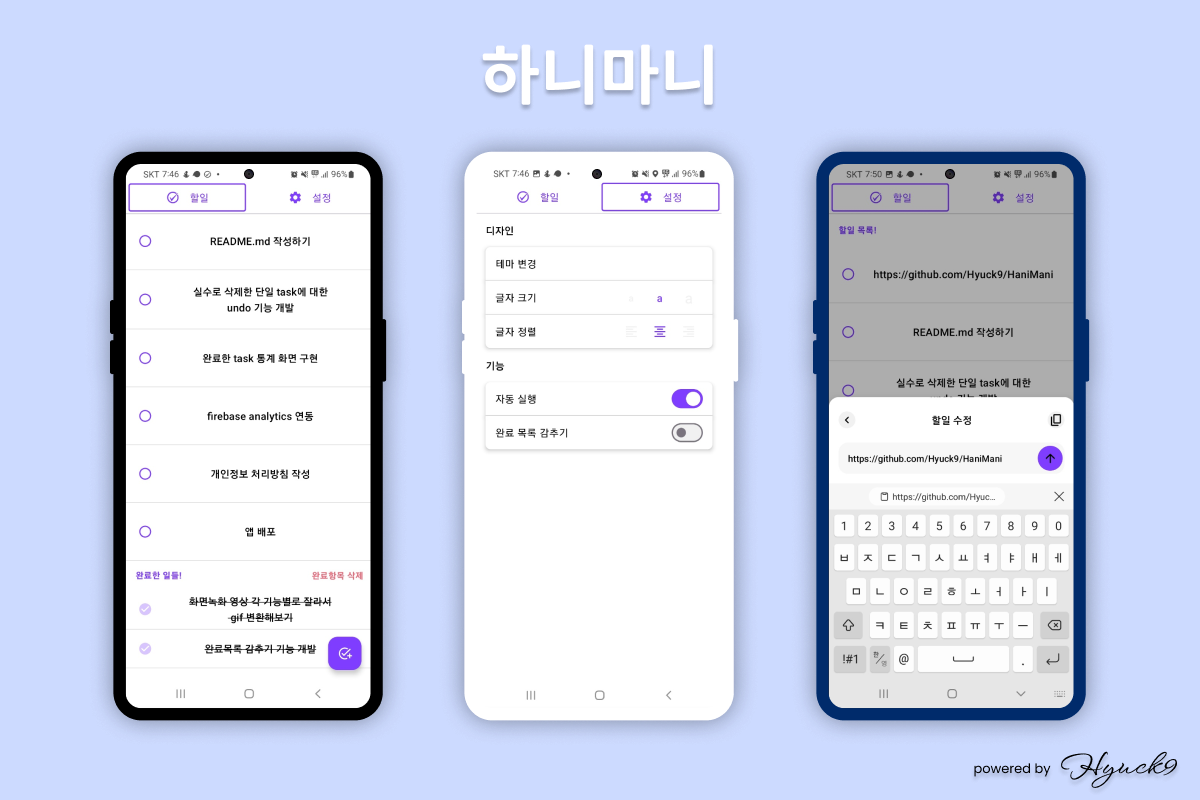 하니마니
SKT 7:46
96%
할일
설정
README.md 작성하기
실수로 삭제한 단일 task에 대한
undo 기능 개발
완료한 task 통계 화면 구현
firebase analytics 연동
개인정보 처리방침 작성
앱 배포
완료한 일들!
완료항목 삭제
화면녹화 영상 각 기능별로 잘라서
gif 변환해보기
완료목록 감추기 기능 개발
SKT 7:46
96%
할일
설정
디자인
테마 변경
글자 크기
a a a
글자 정렬
기능
자동 실행
완료 목록 감추기
SKT 7:50
96%
할일
설정
할일 목록!
https://github.com/Hyuck9/HaniMani
README.md 작성하기
실수로 삭제한 단일 task에 대한
할일 수정
https://github.com/Hyuck9/HaniMani
https://github.com/Hyuc...
1 2 3 4 5 6 7 8 9 0
ㅂ ㅈ ㄷ ㄱ ㅅ ㅛ ㅕ ㅑ ㅐ ㅔ
ㅁ ㄴ ㅇ ㄹ ㅎ ㅗ ㅓ ㅏ ㅣ
ㅋ ㅌ ㅊ ㅍ ㅠ ㅜ ㅡ
!#1 한/영 @ .
powered by Hyuck9